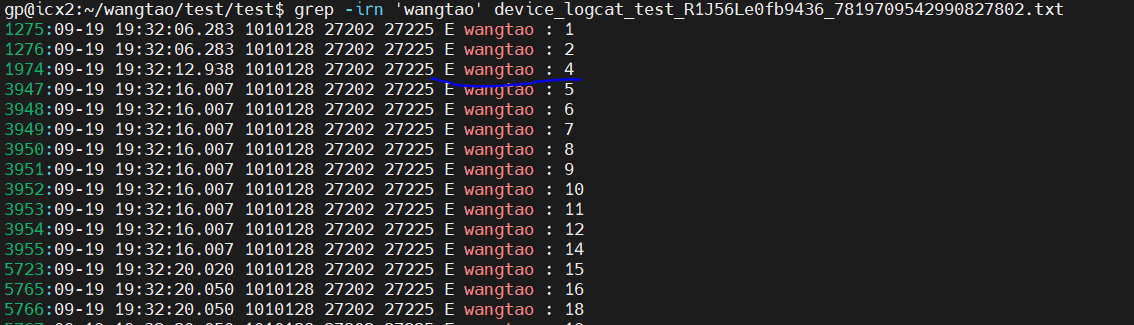 gp@icx2:~/wangtao/test/test$ grep -irn 'wangtao' device_logcat_test_R1J56Le0fb9436_7819709542990827802.txt
1275:09-19 19:32:06.283 1010128 27202 27225 E wangtao : 1
1276:09-19 19:32:06.283 1010128 27202 27225 E wangtao : 2
1974:09-19 19:32:12.938 1010128 27202 27225 E wangtao : 4
3947:09-19 19:32:16.007 1010128 27202 27225 E wangtao : 5
3948:09-19 19:32:16.007 1010128 27202 27225 E wangtao : 6
3949:09-19 19:32:16.007 1010128 27202 27225 E wangtao : 7
3950:09-19 19:32:16.007 1010128 27202 27225 E wangtao : 8
3951:09-19 19:32:16.007 1010128 27202 27225 E wangtao : 9
3952:09-19 19:32:16.007 1010128 27202 27225 E wangtao : 10
3953:09-19 19:32:16.007 1010128 27202 27225 E wangtao : 11
3954:09-19 19:32:16.007 1010128 27202 27225 E wangtao : 12
3955:09-19 19:32:16.007 1010128 27202 27225 E wangtao : 14
5723:09-19 19:32:20.020 1010128 27202 27225 E wangtao : 15
5765:09-19 19:32:20.050 1010128 27202 27225 E wangtao : 16
5766:09-19 19:32:20.050 1010128 27202 27225 E wangtao : 18